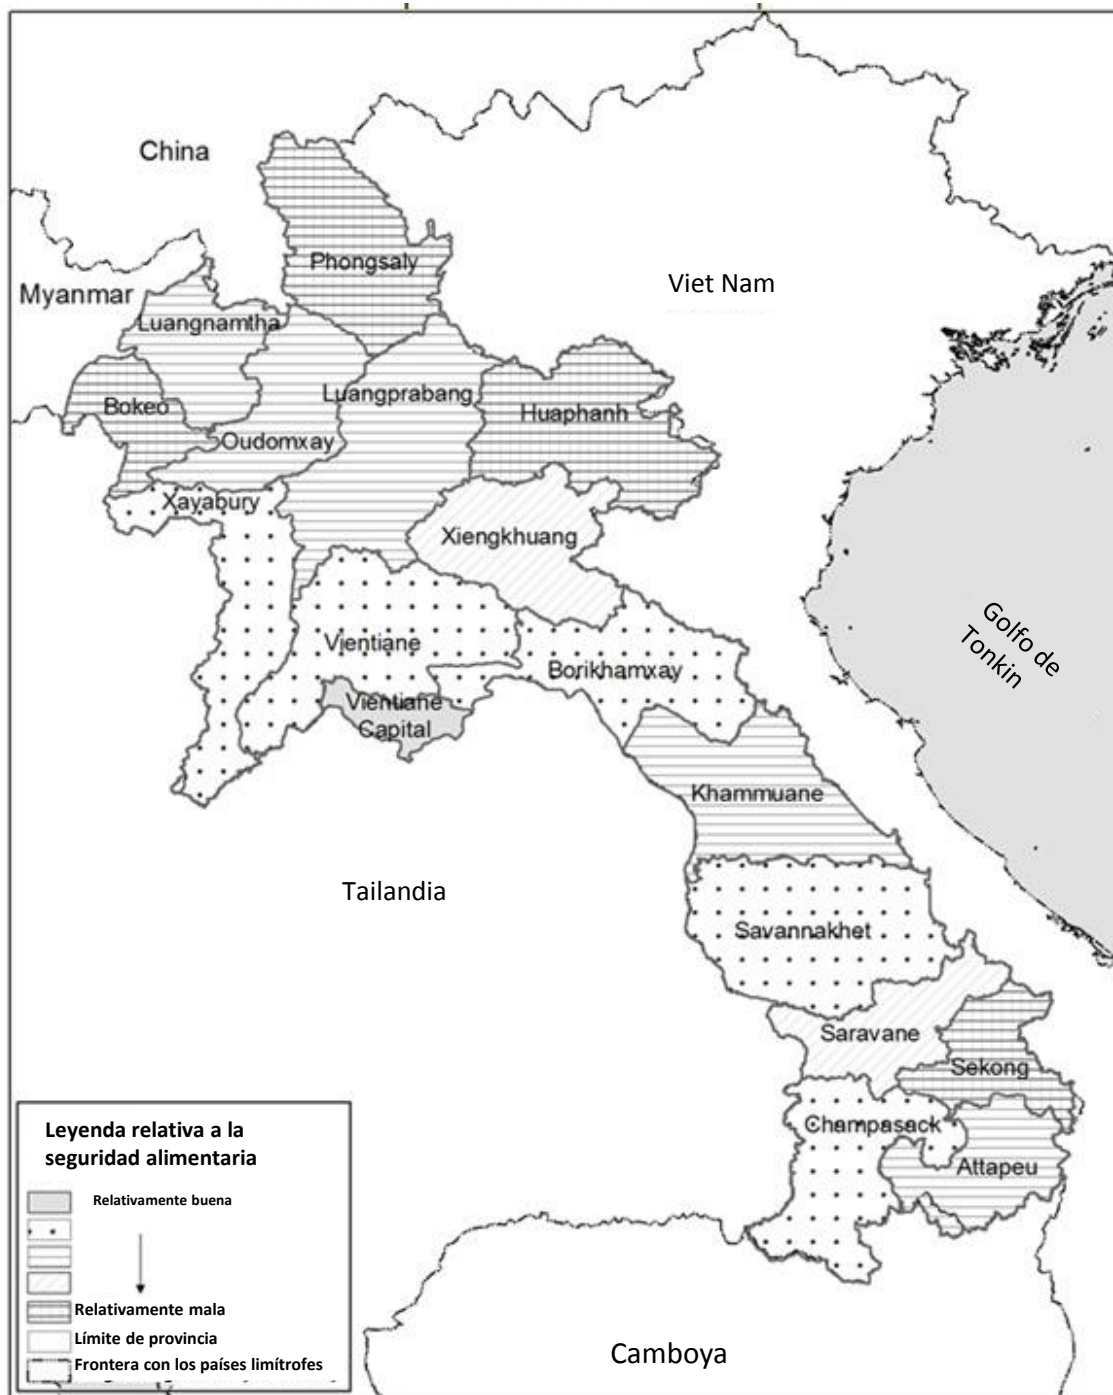 China
Phongsaly
Viet Nam
Myanmar
Luangnamtha
Luangprabang
Bokeo
Huaphanh
Oudomxay
Xayabury
Xiengkhuang
Golfo de
Tonkin
Vientiane
Borikhamxay
Vientiane
Capital
Khammuane
Tailandia
Savannakhet
Saravane
Sekong
Champasack
Attapeu
Leyenda relativa a la
seguridad alimentaria
Relativamente buena
Relativamente mala
Límite de provincia
Frontera con los países limítrofes
Camboya